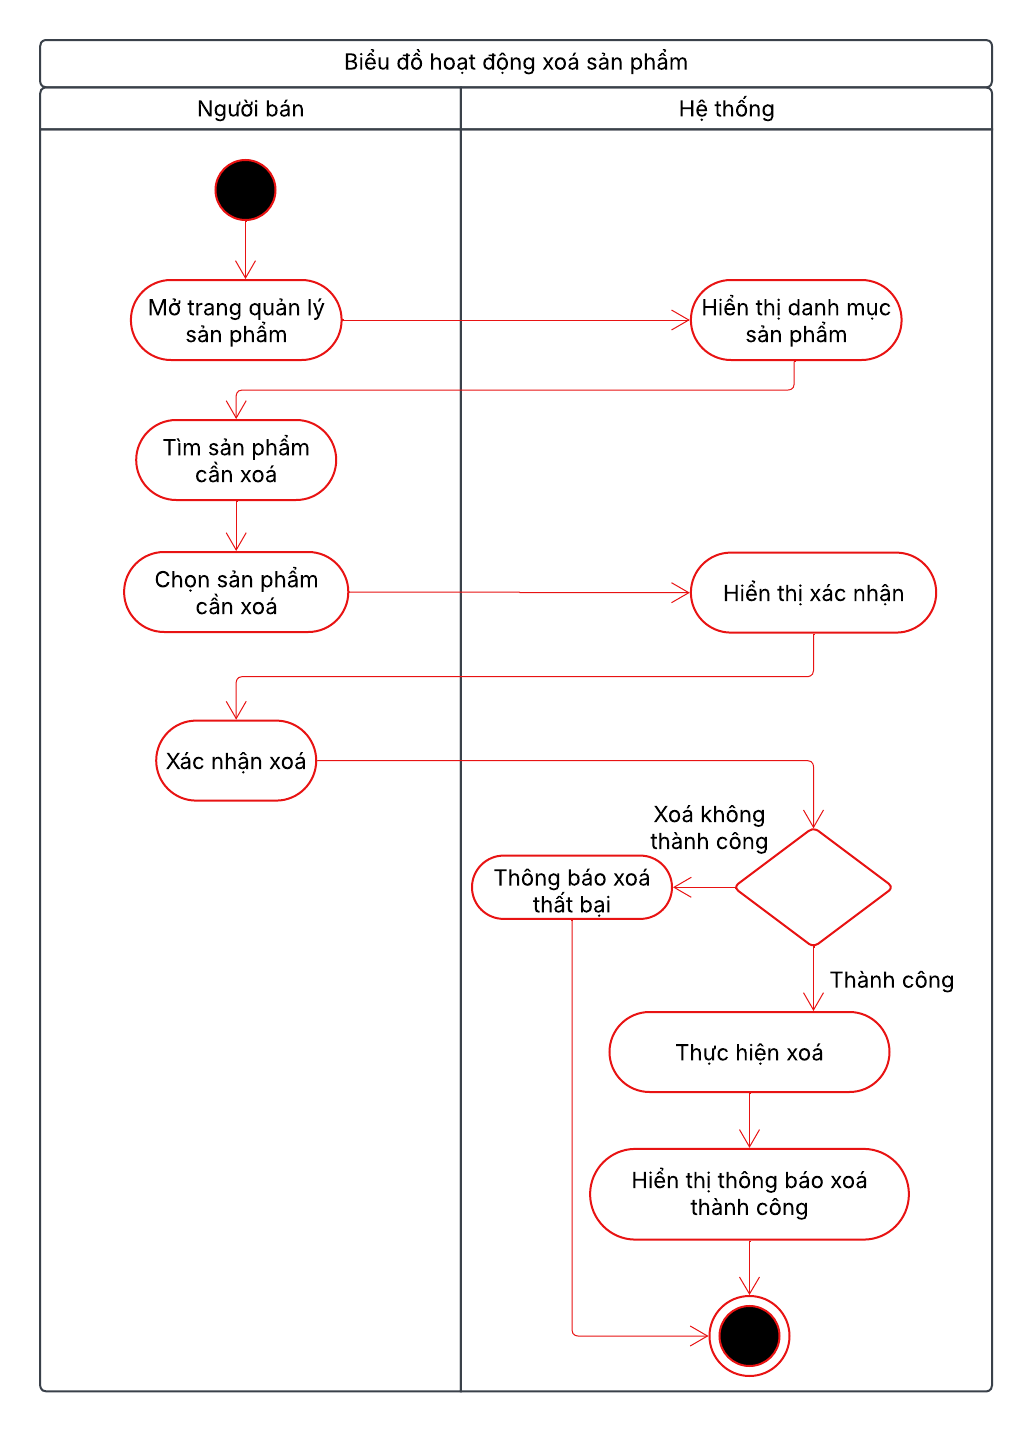 Biểu đồ hoạt động xoá sản phẩm
Người bán
Hệ thống
Mở trang quản lý
sản phẩm
Hiển thị danh mục
sản phẩm
Tìm sản phẩm
cần xoá
Chọn sản phẩm
cần xoá
Hiển thị xác nhận
Xác nhận xoá
Xoá không
thành công
Thông báo xoá
thất bại
Thành công
Thực hiện xoá
Hiển thị thông báo xoá
thành công